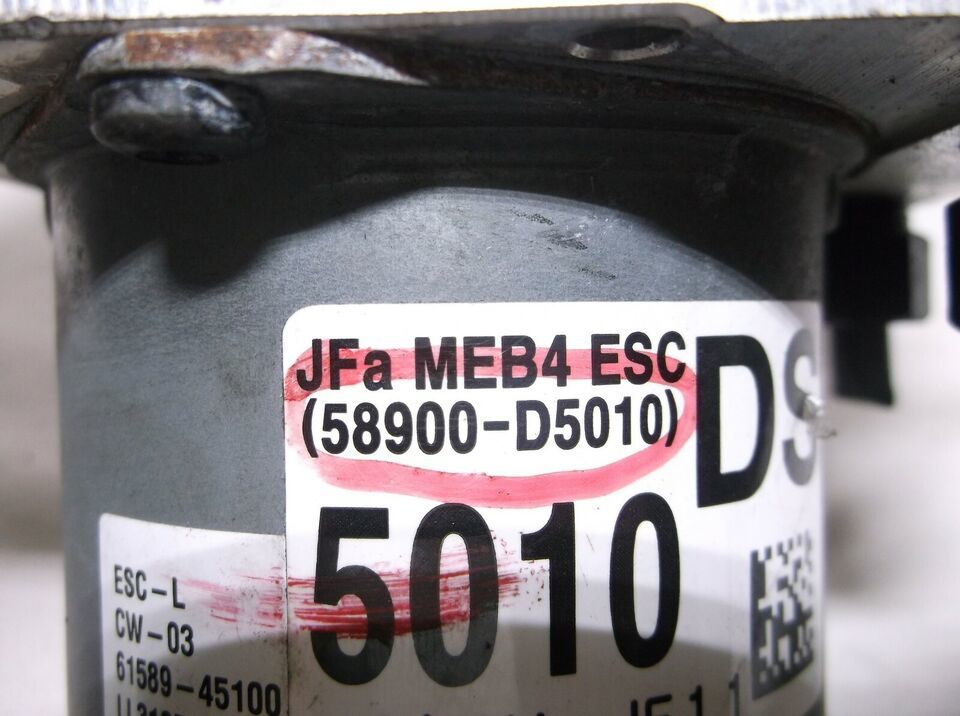 JFa MEB4 ESC
(58900-D5010)
DS
5010
ESC-L
CW-03
61589-45100